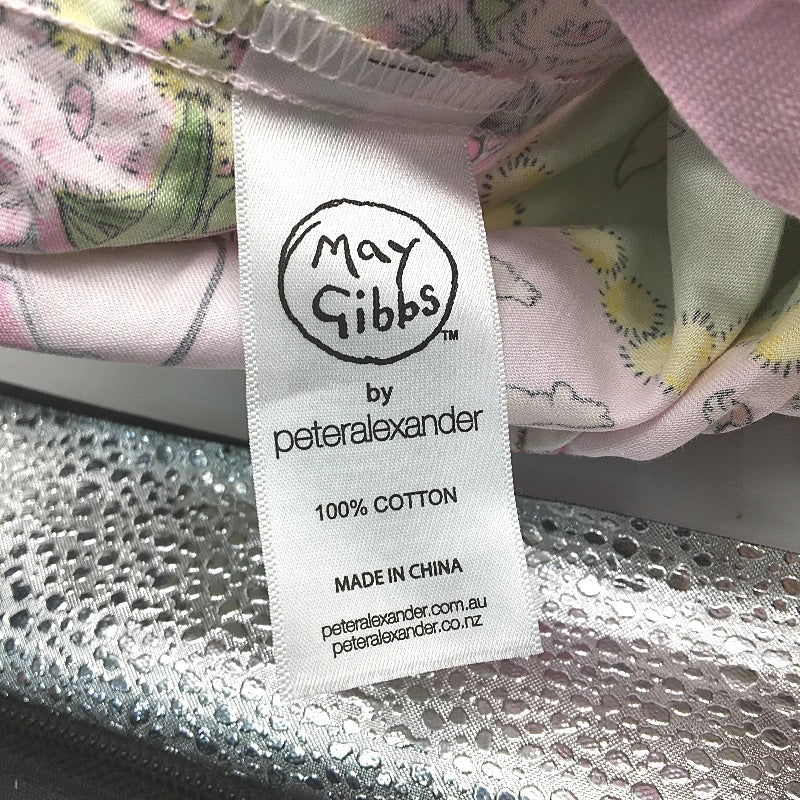 May
Gibbs
TM
by
peteralexander
100% COTTON
MADE IN CHINA
peteralexander.com.au
peteralexander.co.nz